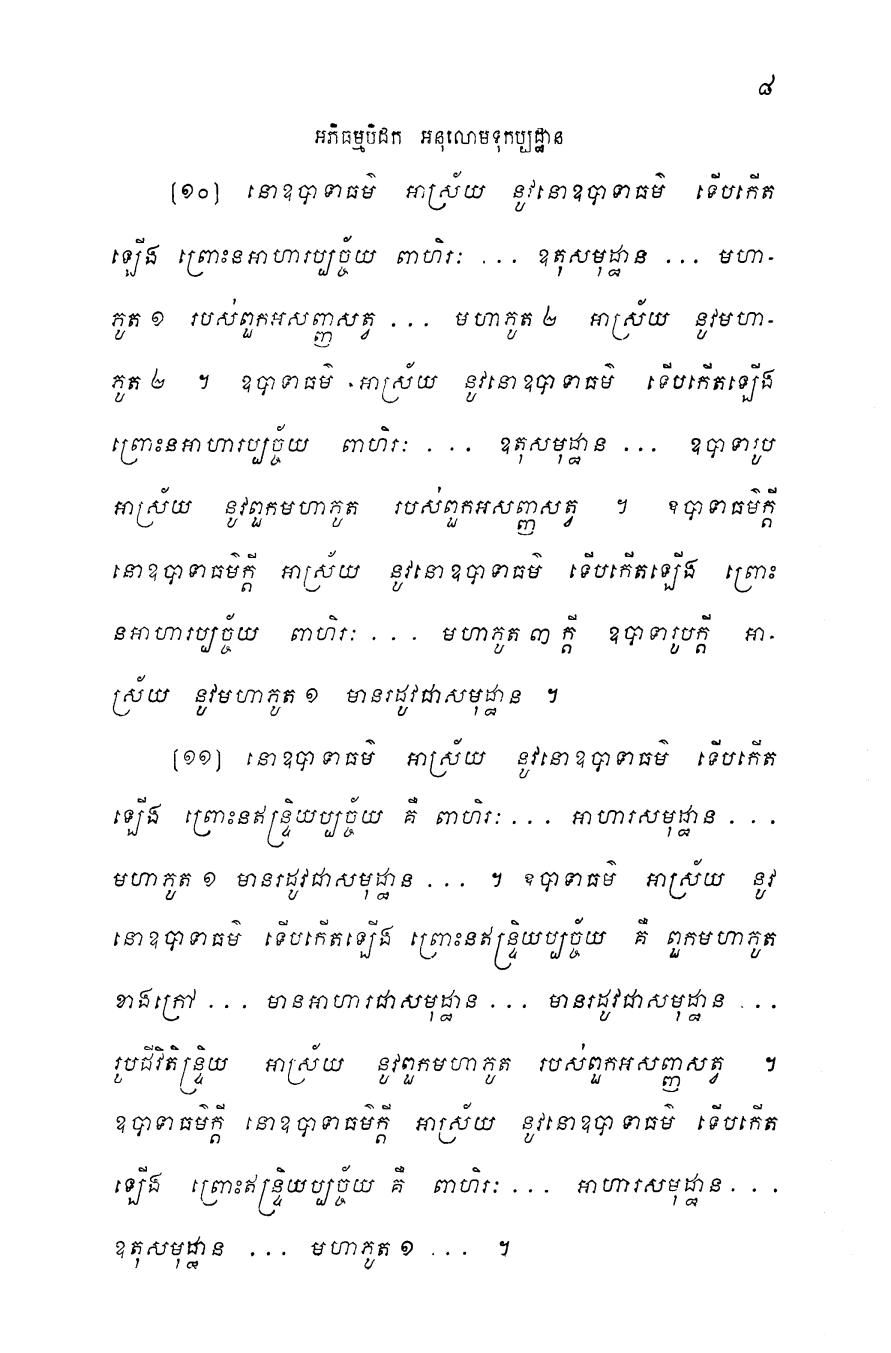 ៨
អភិធម្មបិដក អនុលោមទុកប្បដ្ឋាន
[១០] នោឧបាទាធម៌ អាស្រ័យ នូវនោឧបាទាធម៌ ទើបកើត
ឡើង ព្រោះនអាហារប្បច្ច័យ ពាហិរៈ ... ឧតុសមុដ្ឋាន ... មហា-
ភូត ១ របស់ពួកអសញ្ញសត្វ ... មហាភូត ២ អាស្រ័យ នូវមហា-
ភូត ២ ។ ឧបាទាធម៌ អាស្រ័យ នូវនោឧបាទាធម៌ ទើបកើតឡើង
ព្រោះនអាហារប្បច្ច័យ ពាហិរៈ ... ឧតុសមុដ្ឋាន ... ឧបាទារូប
អាស្រ័យ នូវពួកមហាភូត របស់ពួកអសញ្ញសត្វ ។ ឧបាទាធម៌ក្តី
នោឧបាទាធម៌ក្តី អាស្រ័យ នូវនោឧបាទាធម៌ ទើបកើតឡើង ព្រោះ
នអាហារប្បច្ច័យ ពាហិរៈ ... មហាភូត ៣ ក្តី ឧបាទារូបក្តី អា-
ស្រ័យ នូវមហាភូត ១ មានរដូវជាសមុដ្ឋាន ។
[១១] នោឧបាទាធម៌ អាស្រ័យ នូវនោឧបាទាធម៌ ទើបកើត
ឡើង ព្រោះនឥន្ទ្រិយប្បច្ច័យ គឺ ពាហិរៈ ... អាហារសមុដ្ឋាន ...
មហាភូត ១ មានរដូវជាសមុដ្ឋាន ... ។ ឧបាទាធម៌ អាស្រ័យ នូវ
នោឧបាទាធម៌ ទើបកើតឡើង ព្រោះនឥន្ទ្រិយប្បច្ច័យ គឺ ពួកមហាភូត
ខាងក្រៅ ... មានអាហារជាសមុដ្ឋាន ... មានរដូវជាសមុដ្ឋាន ...
រូបជីវិតិន្ទ្រិយ អាស្រ័យ នូវពួកមហាភូត របស់ពួកអសញ្ញសត្វ ។
ឧបាទាធម៌ក្តី នោឧបាទាធម៌ក្តី អាស្រ័យ នូវនោឧបាទាធម៌ ទើបកើត
ឡើង ព្រោះឥន្ទ្រិយប្បច្ច័យ គឺ ពាហិរៈ ... អាហារសមុដ្ឋាន ...
ឧតុសមុដ្ឋាន ... មហាភូត ១ ... ។